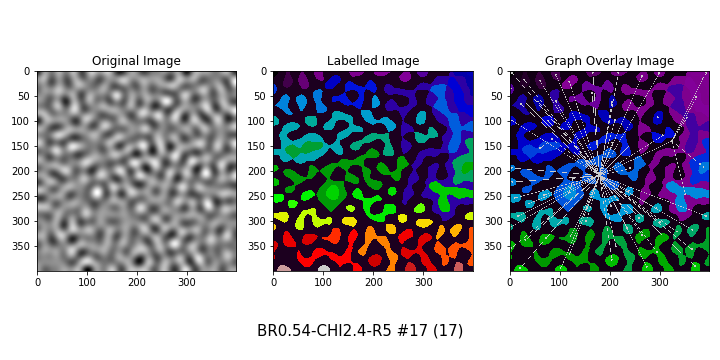 Original Image Labelled Image Graph Overlay Image
0 0 0
50 50 50
100 100 100
150 150 150
200 200 200
250 250 250
300 300 300
350 350 350
0 100 200 300 0 100 200 300 0 100 200 300
BR0.54-CHI2.4-R5 #17 (17)